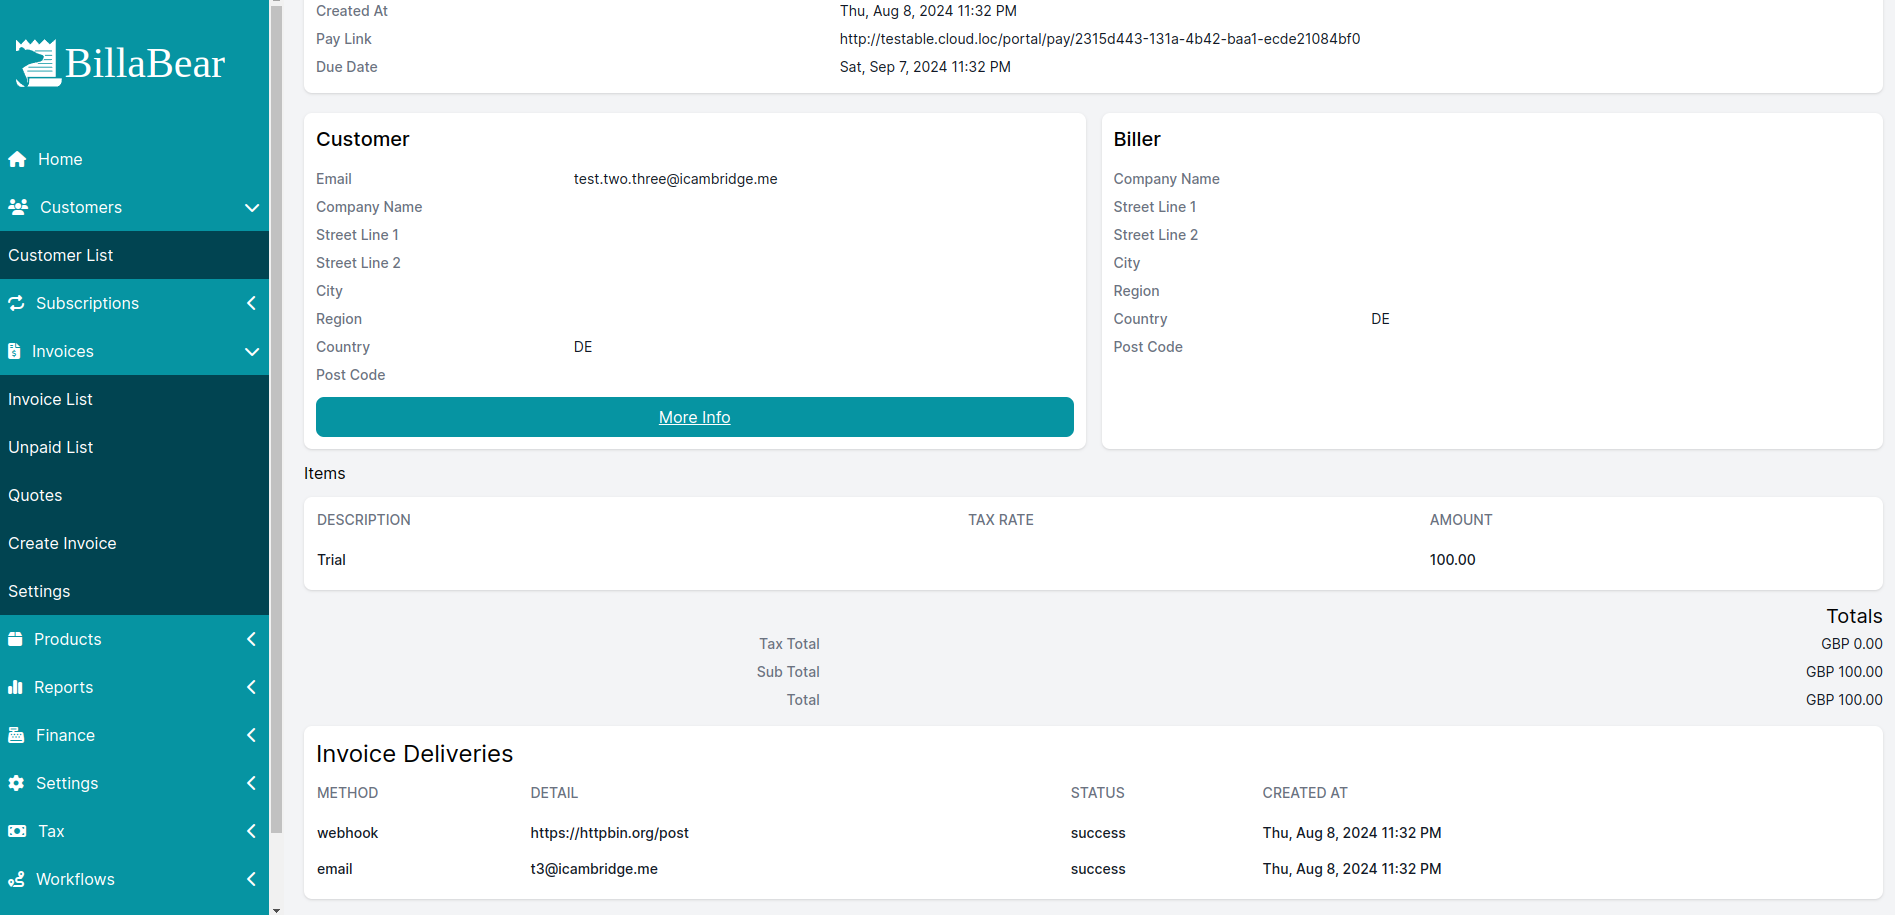 BillaBear
Home
Customers
Customer List
Subscriptions
Invoices
Invoice List
Unpaid List
Quotes
Create Invoice
Settings
Products
Reports
Finance
Settings
Tax
Workflows
Created At Thu, Aug 8, 2024 11:32 PM
Pay Link http://testable.cloud.loc/portal/pay/2315d443-131a-4b42-baa1-ecde21084bf0
Due Date Sat, Sep 7, 2024 11:32 PM
Customer
Email test.two.three@icambridge.me
Company Name
Street Line 1
Street Line 2
City
Region
Country DE
Post Code
More Info
Biller
Company Name
Street Line 1
Street Line 2
City
Region
Country DE
Post Code
Items
DESCRIPTION TAX RATE AMOUNT
Trial 100.00
Totals
Tax Total GBP 0.00
Sub Total GBP 100.00
Total GBP 100.00
Invoice Deliveries
METHOD DETAIL STATUS CREATED AT
webhook https://httpbin.org/post success Thu, Aug 8, 2024 11:32 PM
email t3@icambridge.me success Thu, Aug 8, 2024 11:32 PM